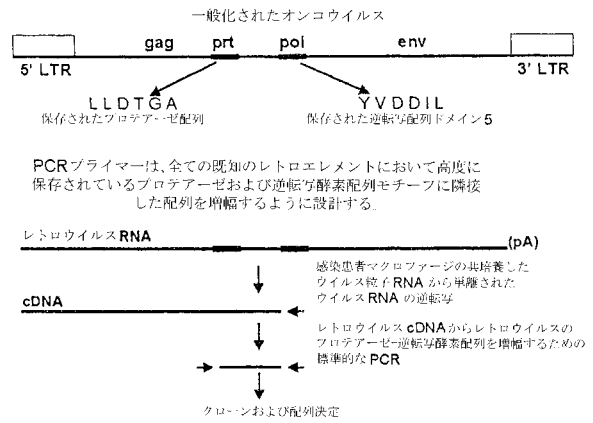 一般化されたオンコウイルス
gag prt pol env
5' LTR 3' LTR
LLDTGA YVDDIL
保存されたプロテアーゼ配列 保存された逆転写配列ドメイン5
PCRプライマーは、全ての既知のレトロエレメントにおいて高度に
保存されているプロテアーゼおよび逆転写酵素配列モチーフに隣接
した配列を増幅するように設計する。
レトロウイルスRNA (pA)
感染患者マクロファージの共培養した
ウイルス粒子RNAから単離された
ウイルスRNAの逆転写
cDNA
レトロウイルスcDNAからレトロウイルスの
プロテアーゼ-逆転写酵素配列を増幅するための
標準的なPCR
クローンおよび配列決定